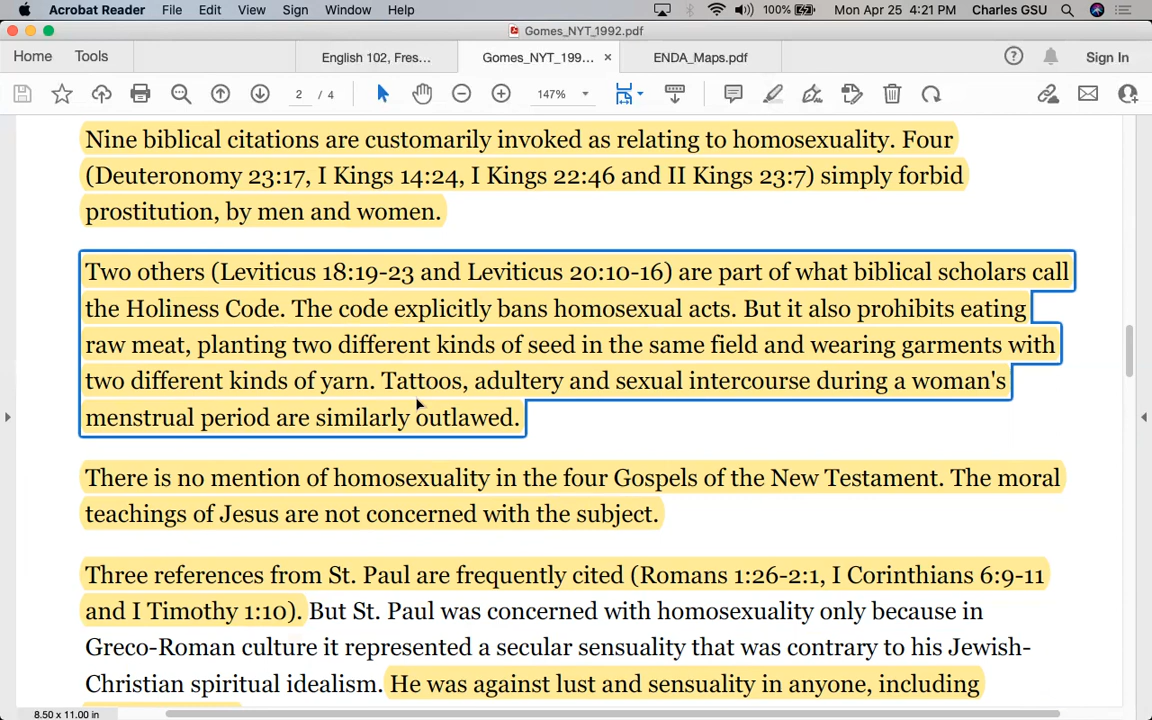 Acrobat Reader File Edit View Sign Window Help 100% Mon Apr 25 4:21 PM Charles GSU
Gomes_NYT_1992.pdf
Home Tools English 102, Fres... Gomes_NYT_199... × ENDA_Maps.pdf Sign In
2 / 4 147%
Nine biblical citations are customarily invoked as relating to homosexuality. Four
(Deuteronomy 23:17, I Kings 14:24, I Kings 22:46 and II Kings 23:7) simply forbid
prostitution, by men and women.
Two others (Leviticus 18:19-23 and Leviticus 20:10-16) are part of what biblical scholars call
the Holiness Code. The code explicitly bans homosexual acts. But it also prohibits eating
raw meat, planting two different kinds of seed in the same field and wearing garments with
two different kinds of yarn. Tattoos, adultery and sexual intercourse during a woman's
menstrual period are similarly outlawed.
There is no mention of homosexuality in the four Gospels of the New Testament. The moral
teachings of Jesus are not concerned with the subject.
Three references from St. Paul are frequently cited (Romans 1:26-2:1, I Corinthians 6:9-11
and I Timothy 1:10). But St. Paul was concerned with homosexuality only because in
Greco-Roman culture it represented a secular sensuality that was contrary to his Jewish-
Christian spiritual idealism. He was against lust and sensuality in anyone, including
8.50 x 11.00 in